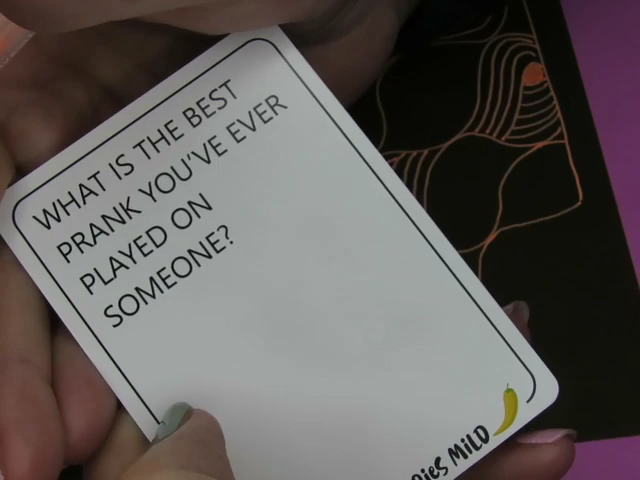 WHAT IS THE BEST
PRANK YOU'VE EVER
PLAYED ON
SOMEONE?
MILD